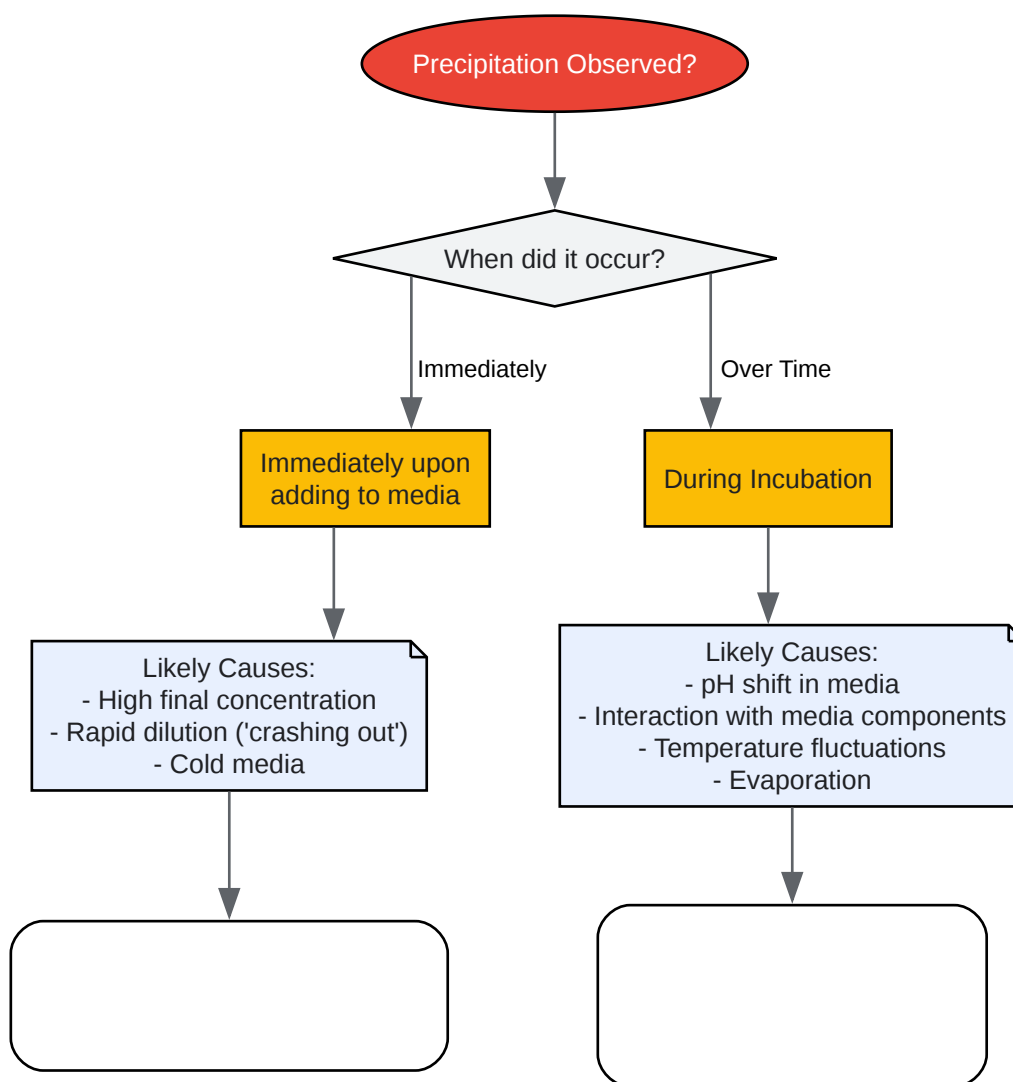 Precipitation Observed?
When did it occur?
Immediately
Over Time
Immediately upon
adding to media
During Incubation
Likely Causes:
- High final concentration
- Rapid dilution ('crashing out')
- Cold media
Likely Causes:
- pH shift in media
- Interaction with media components
- Temperature fluctuations
- Evaporation